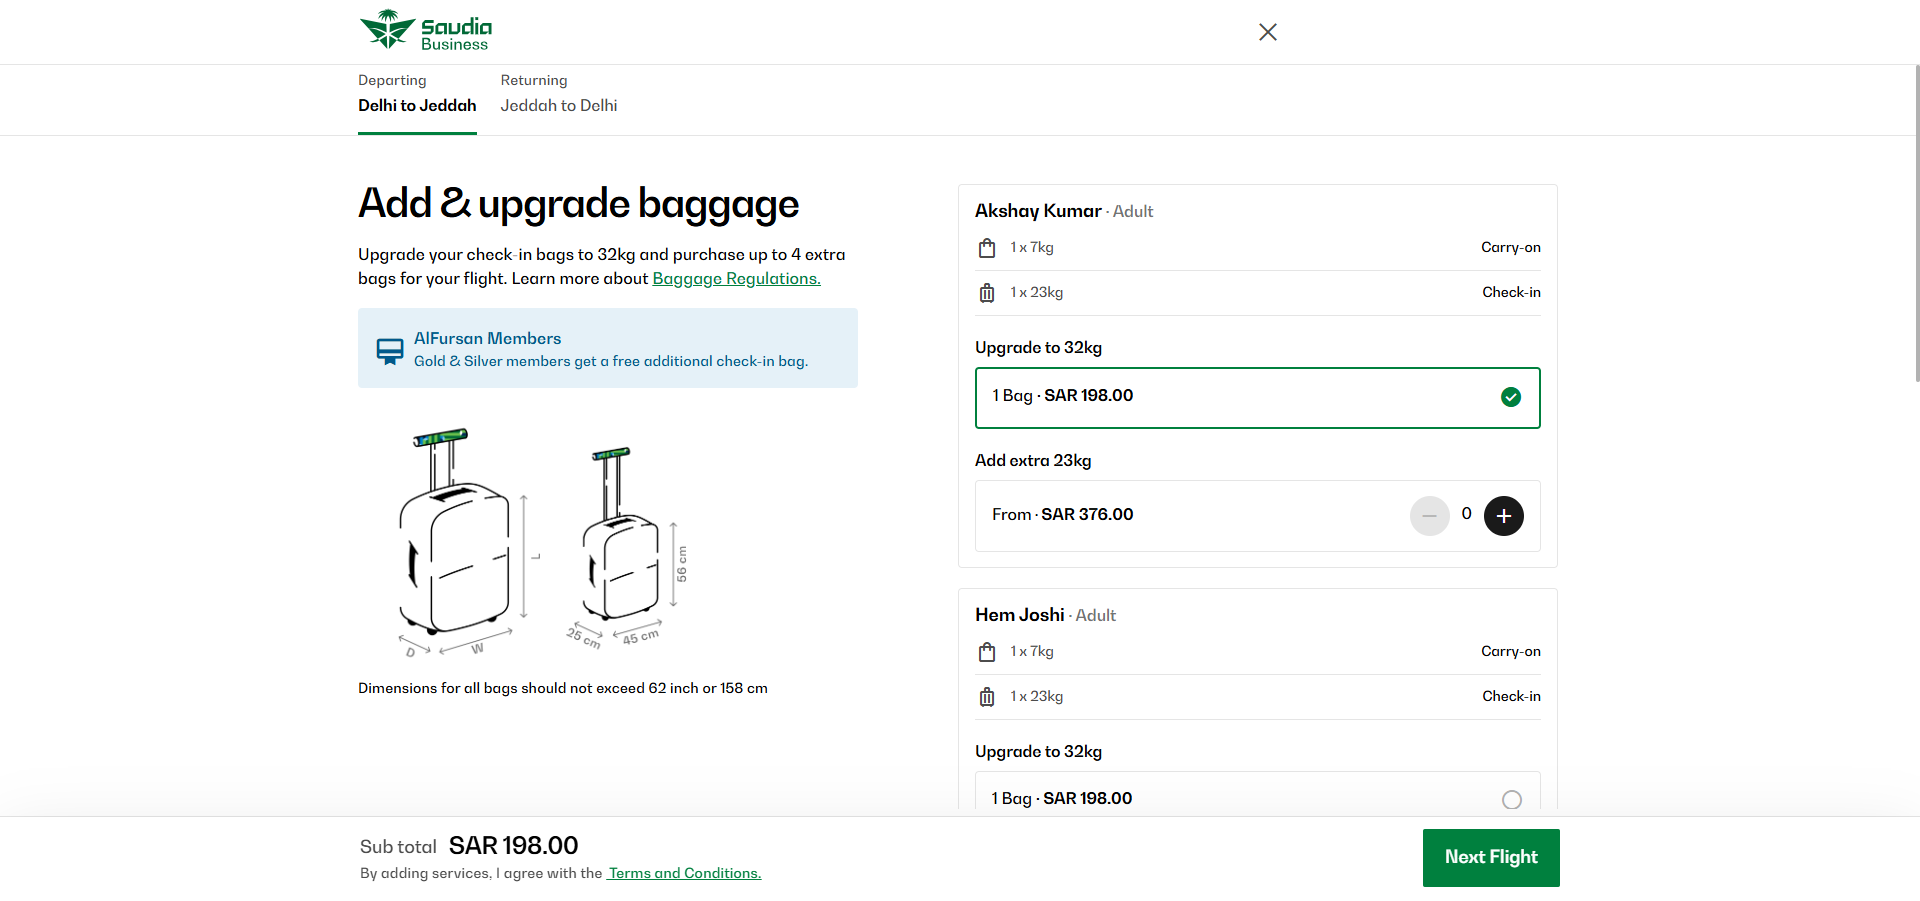 Saudia
Business
Departing
Delhi to Jeddah
Returning
Jeddah to Delhi
Add & upgrade baggage
Upgrade your check-in bags to 32kg and purchase up to 4 extra
bags for your flight. Learn more about Baggage Regulations.
AlFursan Members
Gold & Silver members get a free additional check-in bag.
L
D
W
56 cm
25 cm
45 cm
Dimensions for all bags should not exceed 62 inch or 158 cm
Akshay Kumar · Adult
1 x 7kg Carry-on
1 x 23kg Check-in
Upgrade to 32kg
1 Bag · SAR 198.00
Add extra 23kg
From · SAR 376.00 0
Hem Joshi · Adult
1 x 7kg Carry-on
1 x 23kg Check-in
Upgrade to 32kg
1 Bag · SAR 198.00
Sub total SAR 198.00
By adding services, I agree with the Terms and Conditions.
Next Flight